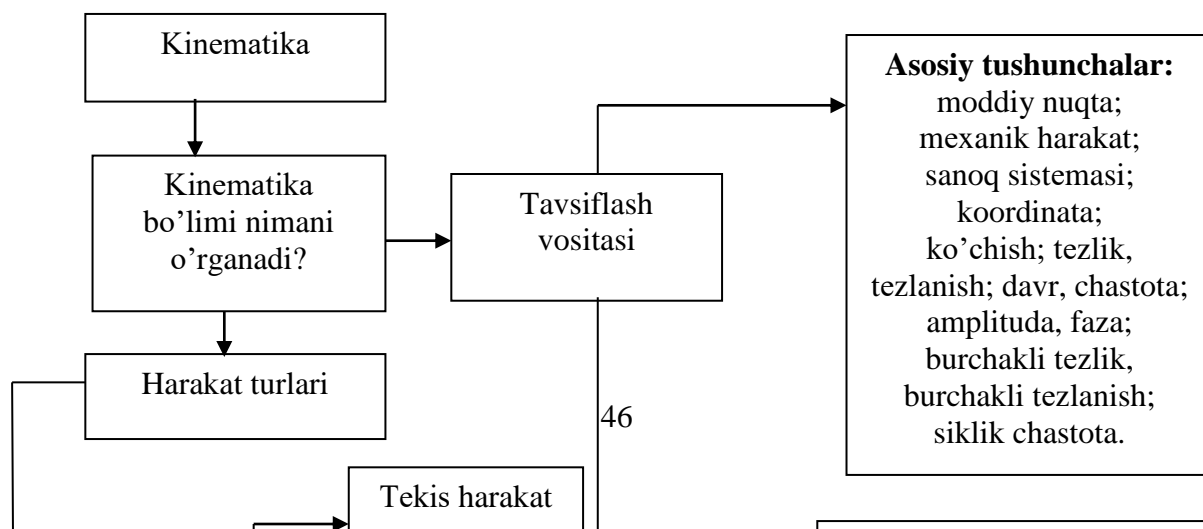 Kinematika
Kinematika
bo’limi nimani
o’rganadi?
Tavsiflash
vositasi
Asosiy tushunchalar:
moddiy nuqta;
mexanik harakat;
sanoq sistemasi;
koordinata;
ko’chish; tezlik,
tezlanish; davr, chastota;
amplituda, faza;
burchakli tezlik,
burchakli tezlanish;
siklik chastota.
Harakat turlari
46
Tekis harakat